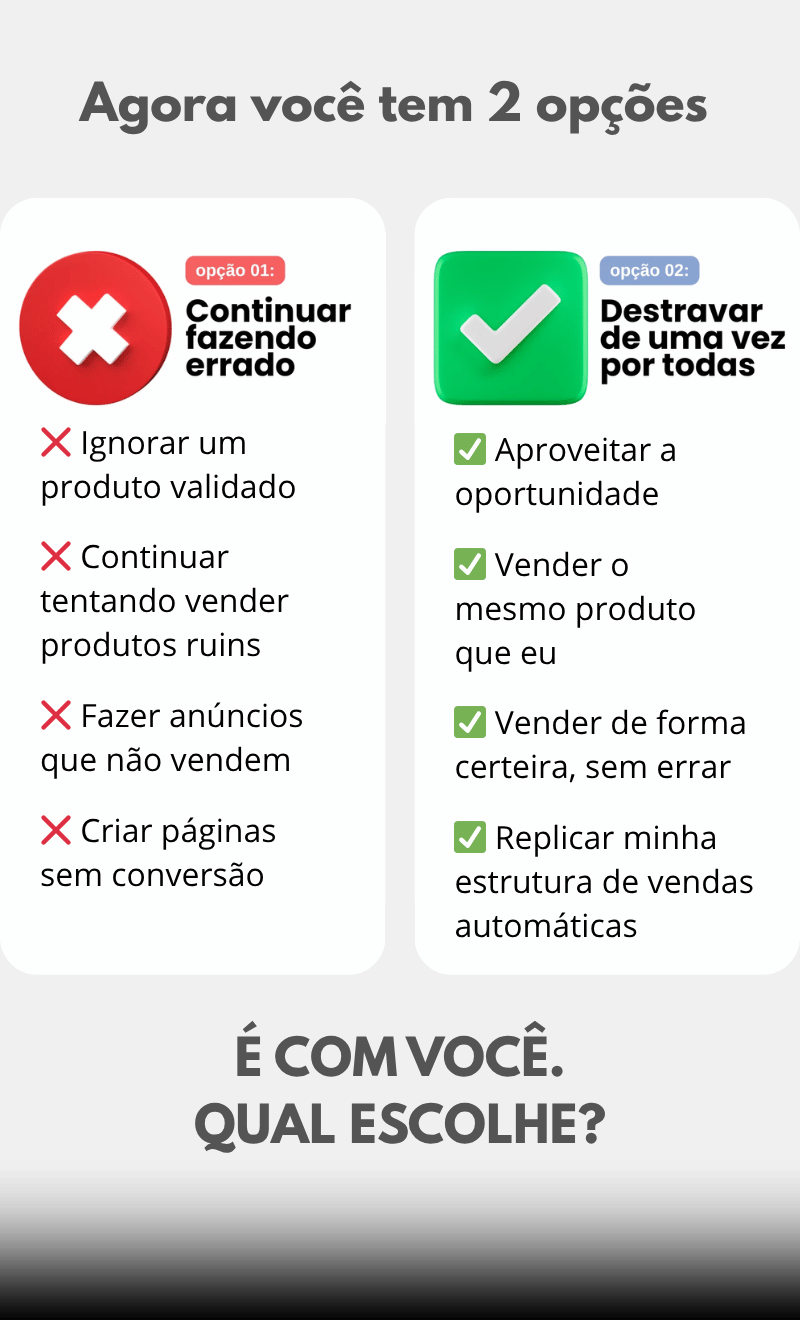 Agora você tem 2 opções
opção 01:
Continuar
fazendo
errado
❌ Ignorar um
produto validado
❌ Continuar
tentando vender
produtos ruins
❌ Fazer anúncios
que não vendem
❌ Criar páginas
sem conversão
opção 02:
Destravar
de uma vez
por todas
✅ Aproveitar a
oportunidade
✅ Vender o
mesmo produto
que eu
✅ Vender de forma
certeira, sem errar
✅ Replicar minha
estrutura de vendas
automáticas
É COM VOCÊ.
QUAL ESCOLHE?